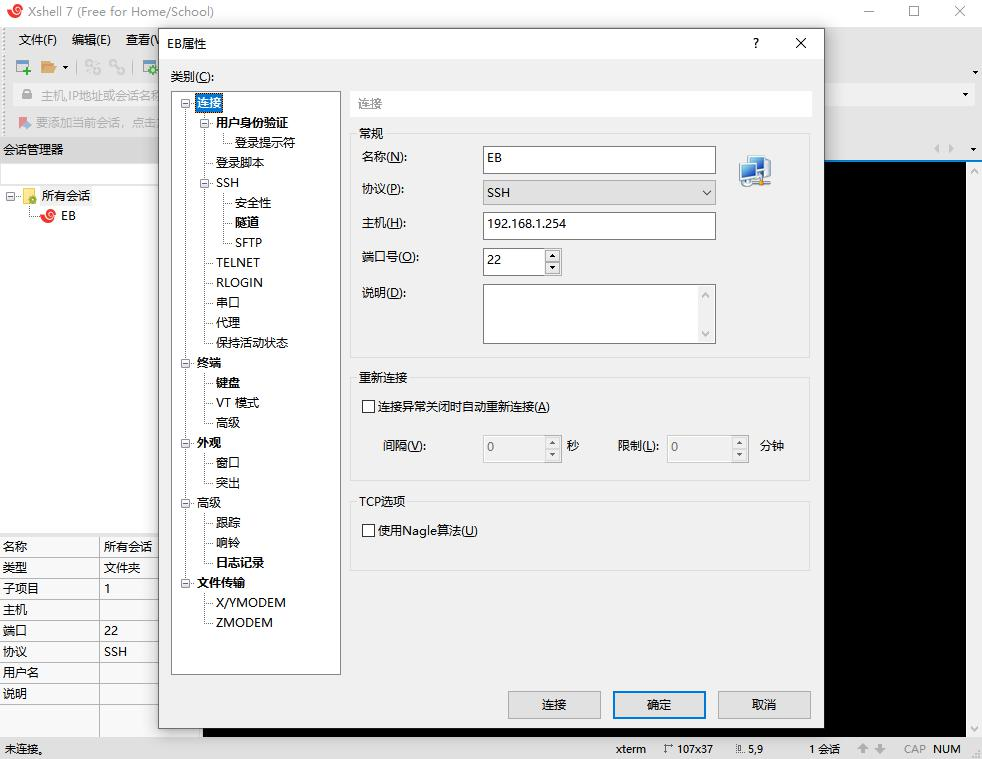 Xshell 7 (Free for Home/School)
文件(F) 编辑(E) 查看(V
主机,IP地址或会话名称
要添加当前会话，点击
会话管理器
所有会话
EB
名称 所有会话
类型 文件夹
子项目 1
主机
端口 22
协议 SSH
用户名
说明
EB属性 ?
类别(C):
连接
用户身份验证
登录提示符
登录脚本
SSH
安全性
隧道
SFTP
TELNET
RLOGIN
串口
代理
保持活动状态
终端
键盘
VT 模式
高级
外观
窗口
突出
高级
跟踪
响铃
日志记录
文件传输
X/YMODEM
ZMODEM
连接
常规
名称(N): EB
协议(P): SSH
主机(H): 192.168.1.254
端口号(O): 22
说明(D):
重新连接
连接异常关闭时自动重新连接(A)
间隔(V): 0 秒 限制(L): 0 分钟
TCP选项
使用Nagle算法(U)
连接 确定 取消
未连接。 xterm 107x37 5,9 1 会话 CAP NUM